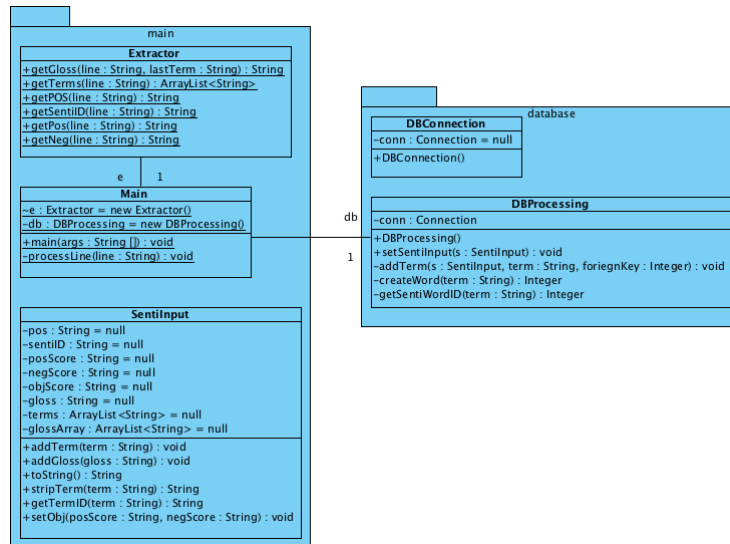 main
Extractor
+getGloss(line : String, lastTerm : String) : String
+getTerms(line : String) : ArrayList<String>
+getPOS(line : String) : String
+getSentiID(line : String) : String
+getPos(line : String) : String
+getNeg(line : String) : String
e 1
Main
~e : Extractor = new Extractor()
-db : DBProcessing = new DBProcessing()
+main(args : String []) : void
-processLine(line : String) : void
SentiInput
-pos : String = null
-sentiID : String = null
-posScore : String = null
-negScore : String = null
-objScore : String = null
-gloss : String = null
-terms : ArrayList<String> = null
-glossArray : ArrayList<String> = null
+addTerm(term : String) : void
+addGloss(gloss : String) : void
+toString() : String
+stripTerm(term : String) : String
+getTermID(term : String) : String
+setObj(posScore : String, negScore : String) : void
db
1
database
DBConnection
-conn : Connection = null
+DBConnection()
DBProcessing
-conn : Connection
+DBProcessing()
+setSentiInput(s : SentiInput) : void
-addTerm(s : SentiInput, term : String, foriegnKey : Integer) : void
-createWord(term : String) : Integer
-getSentiWordID(term : String) : Integer